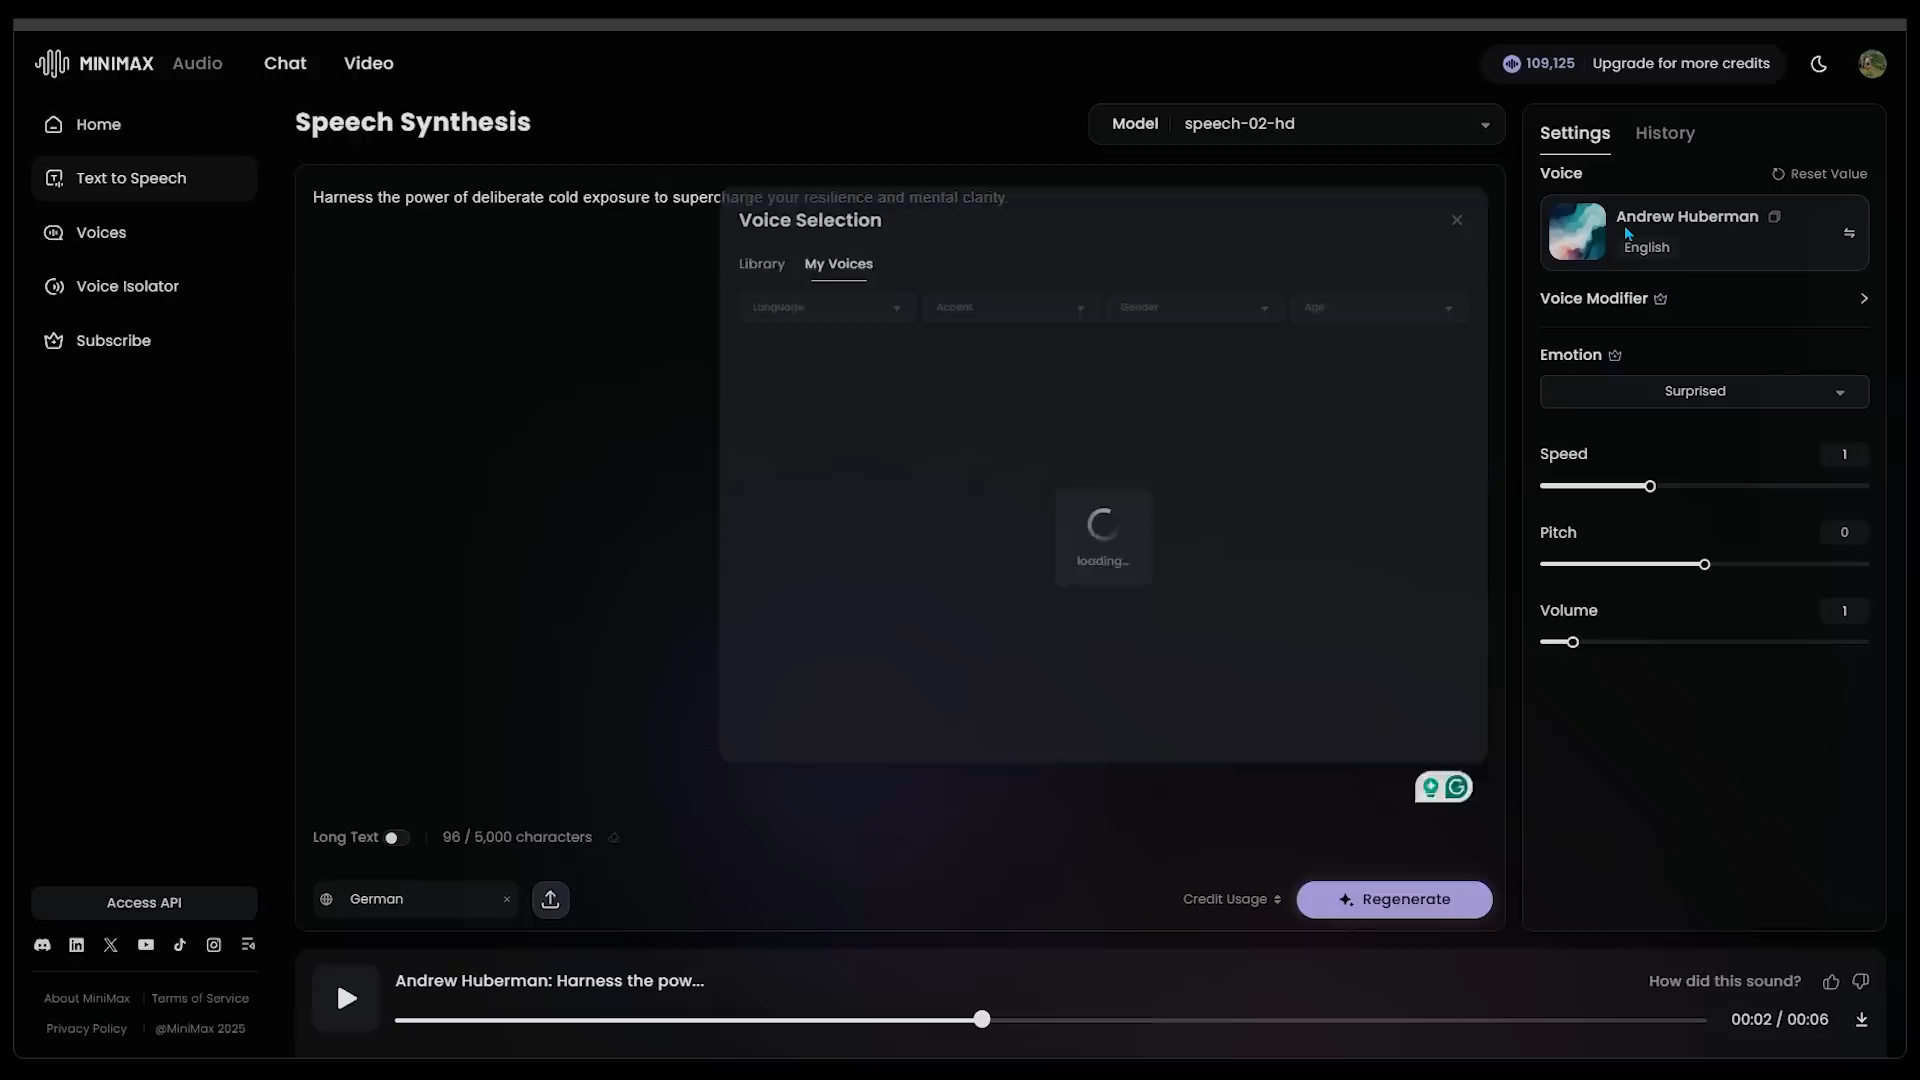 MINIMAX Audio Chat Video
109,125 Upgrade for more credits
Home
Text to Speech
Voices
Voice Isolator
Subscribe
Speech Synthesis
Model speech-02-hd
Harness the power of deliberate cold exposure to supercharge your resilience and mental clarity.
Voice Selection
Library My Voices
Language Accent Gender Age
loading...
Long Text 96 / 5,000 characters
German
Credit Usage
Regenerate
Settings History
Voice Reset Value
Andrew Huberman
English
Voice Modifier
Emotion
Surprised
Speed 1
Pitch 0
Volume 1
Access API
About MiniMax Terms of Service
Privacy Policy @MiniMax 2025
Andrew Huberman: Harness the pow...
How did this sound?
00:02 / 00:06